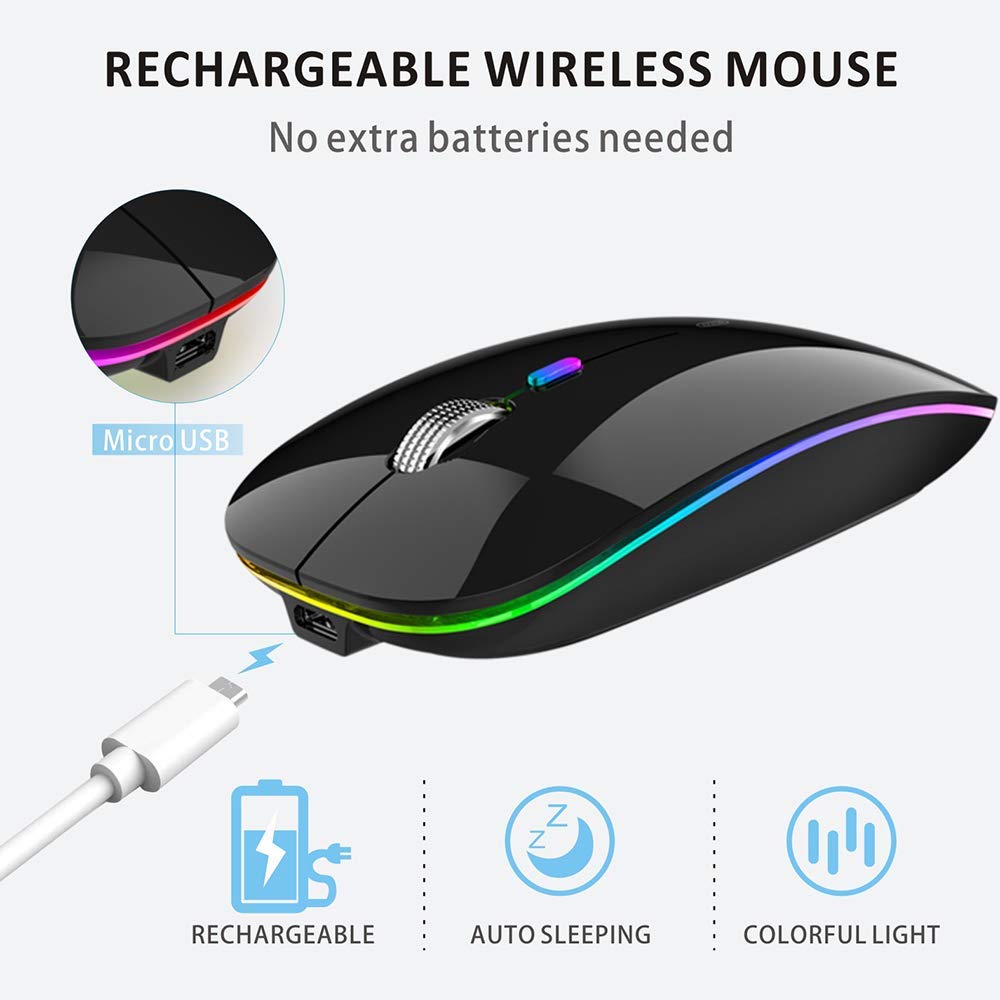 RECHARGEABLE WIRELESS MOUSE
No extra batteries needed
Micro USB
Z
Z
RECHARGEABLE
AUTO SLEEPING
COLORFUL LIGHT